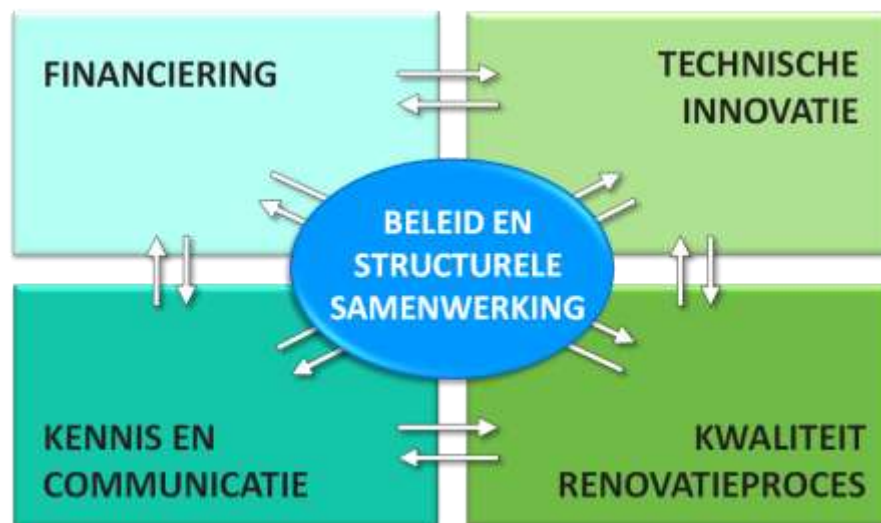 FINANCIERING
TECHNISCHE
INNOVATIE
BELEID EN
STRUCTURELE
SAMENWERKING
KENNIS EN
COMMUNICATIE
KWALITEIT
RENOVATIEPROCES